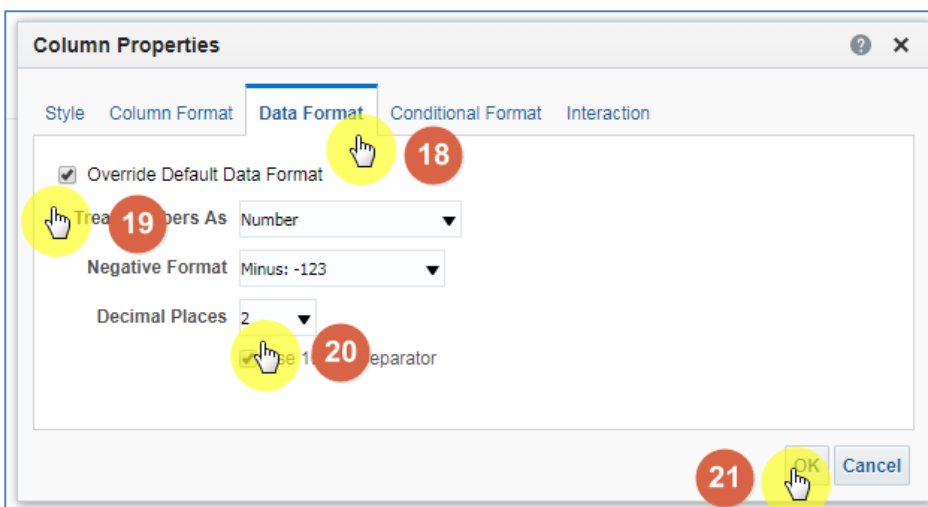 Column Properties
Style Column Format Data Format Conditional Format Interaction
18
Override Default Data Format
19
As Number
Negative Format Minus: -123
Decimal Places 2
20
21
OK Cancel